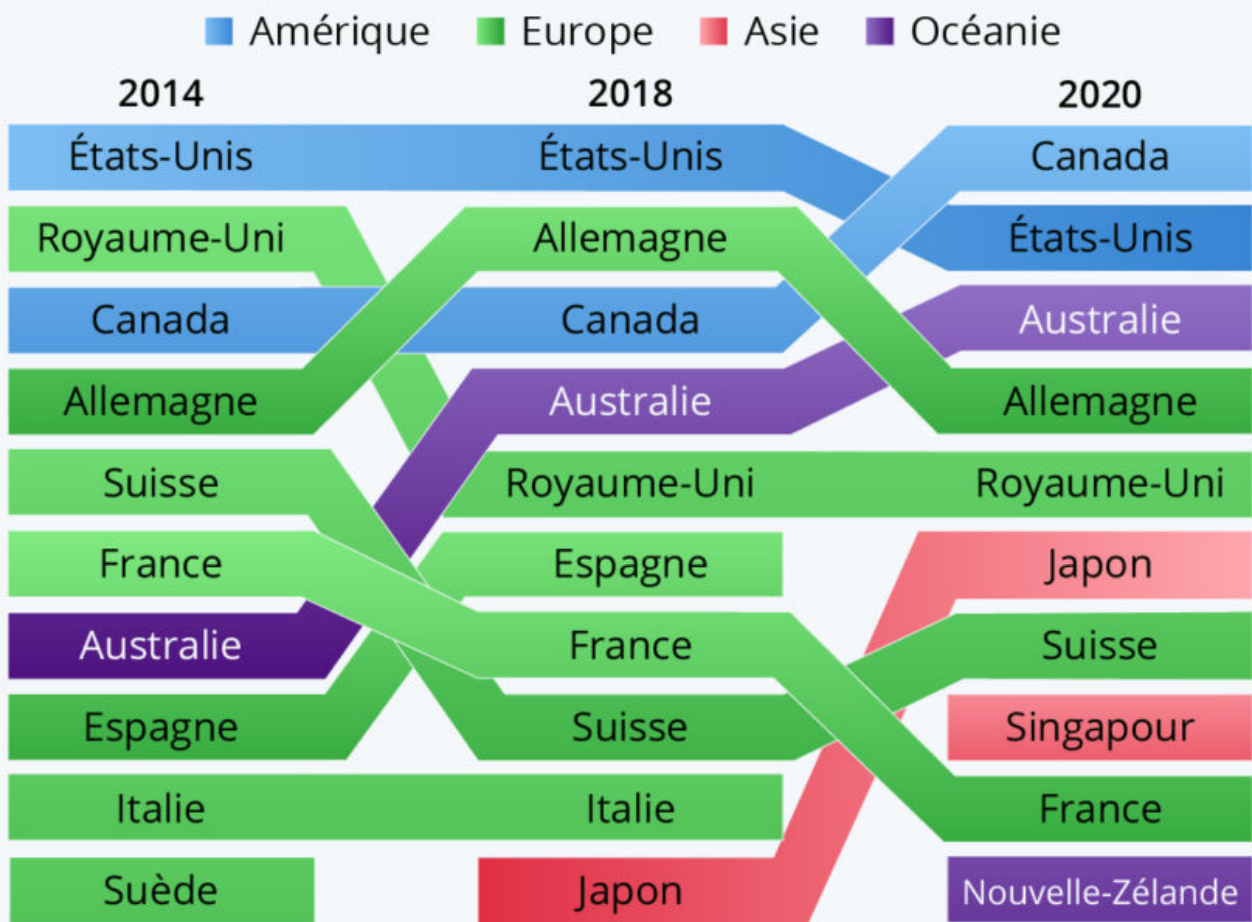 Amérique Europe Asie Océanie
2014 2018 2020
États-Unis États-Unis Canada
Royaume-Uni Allemagne États-Unis
Canada Canada Australie
Allemagne Australie Allemagne
Suisse Royaume-Uni Royaume-Uni
France Espagne Japon
Australie France Suisse
Espagne Suisse Singapour
Italie Italie France
Suède Japon Nouvelle-Zélande